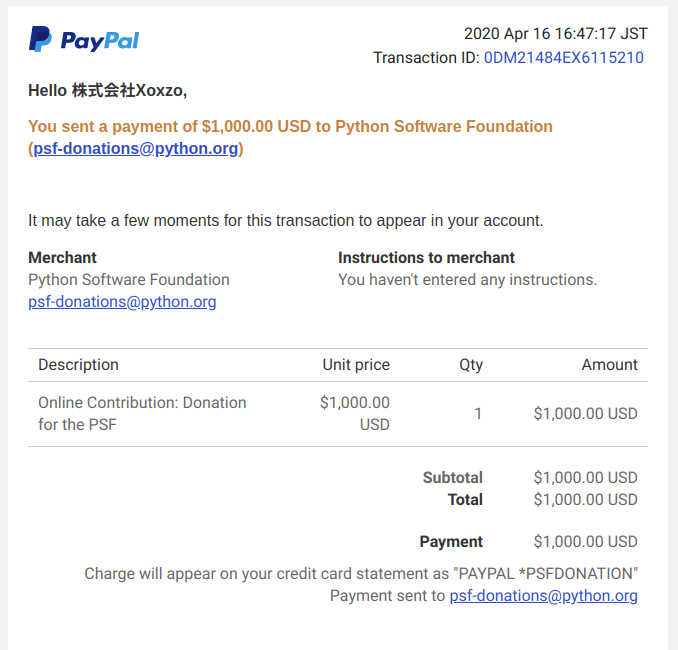 PayPal
2020 Apr 16 16:47:17 JST
Transaction ID: 0DM21484EX6115210
Hello 株式会社Xoxzo,
You sent a payment of $1,000.00 USD to Python Software Foundation
(psf-donations@python.org)
It may take a few moments for this transaction to appear in your account.
Merchant
Python Software Foundation
psf-donations@python.org
Instructions to merchant
You haven't entered any instructions.
Description Unit price Qty Amount
Online Contribution: Donation $1,000.00
for the PSF USD 1 $1,000.00 USD
Subtotal $1,000.00 USD
Total $1,000.00 USD
Payment $1,000.00 USD
Charge will appear on your credit card statement as "PAYPAL *PSFDONATION"
Payment sent to psf-donations@python.org